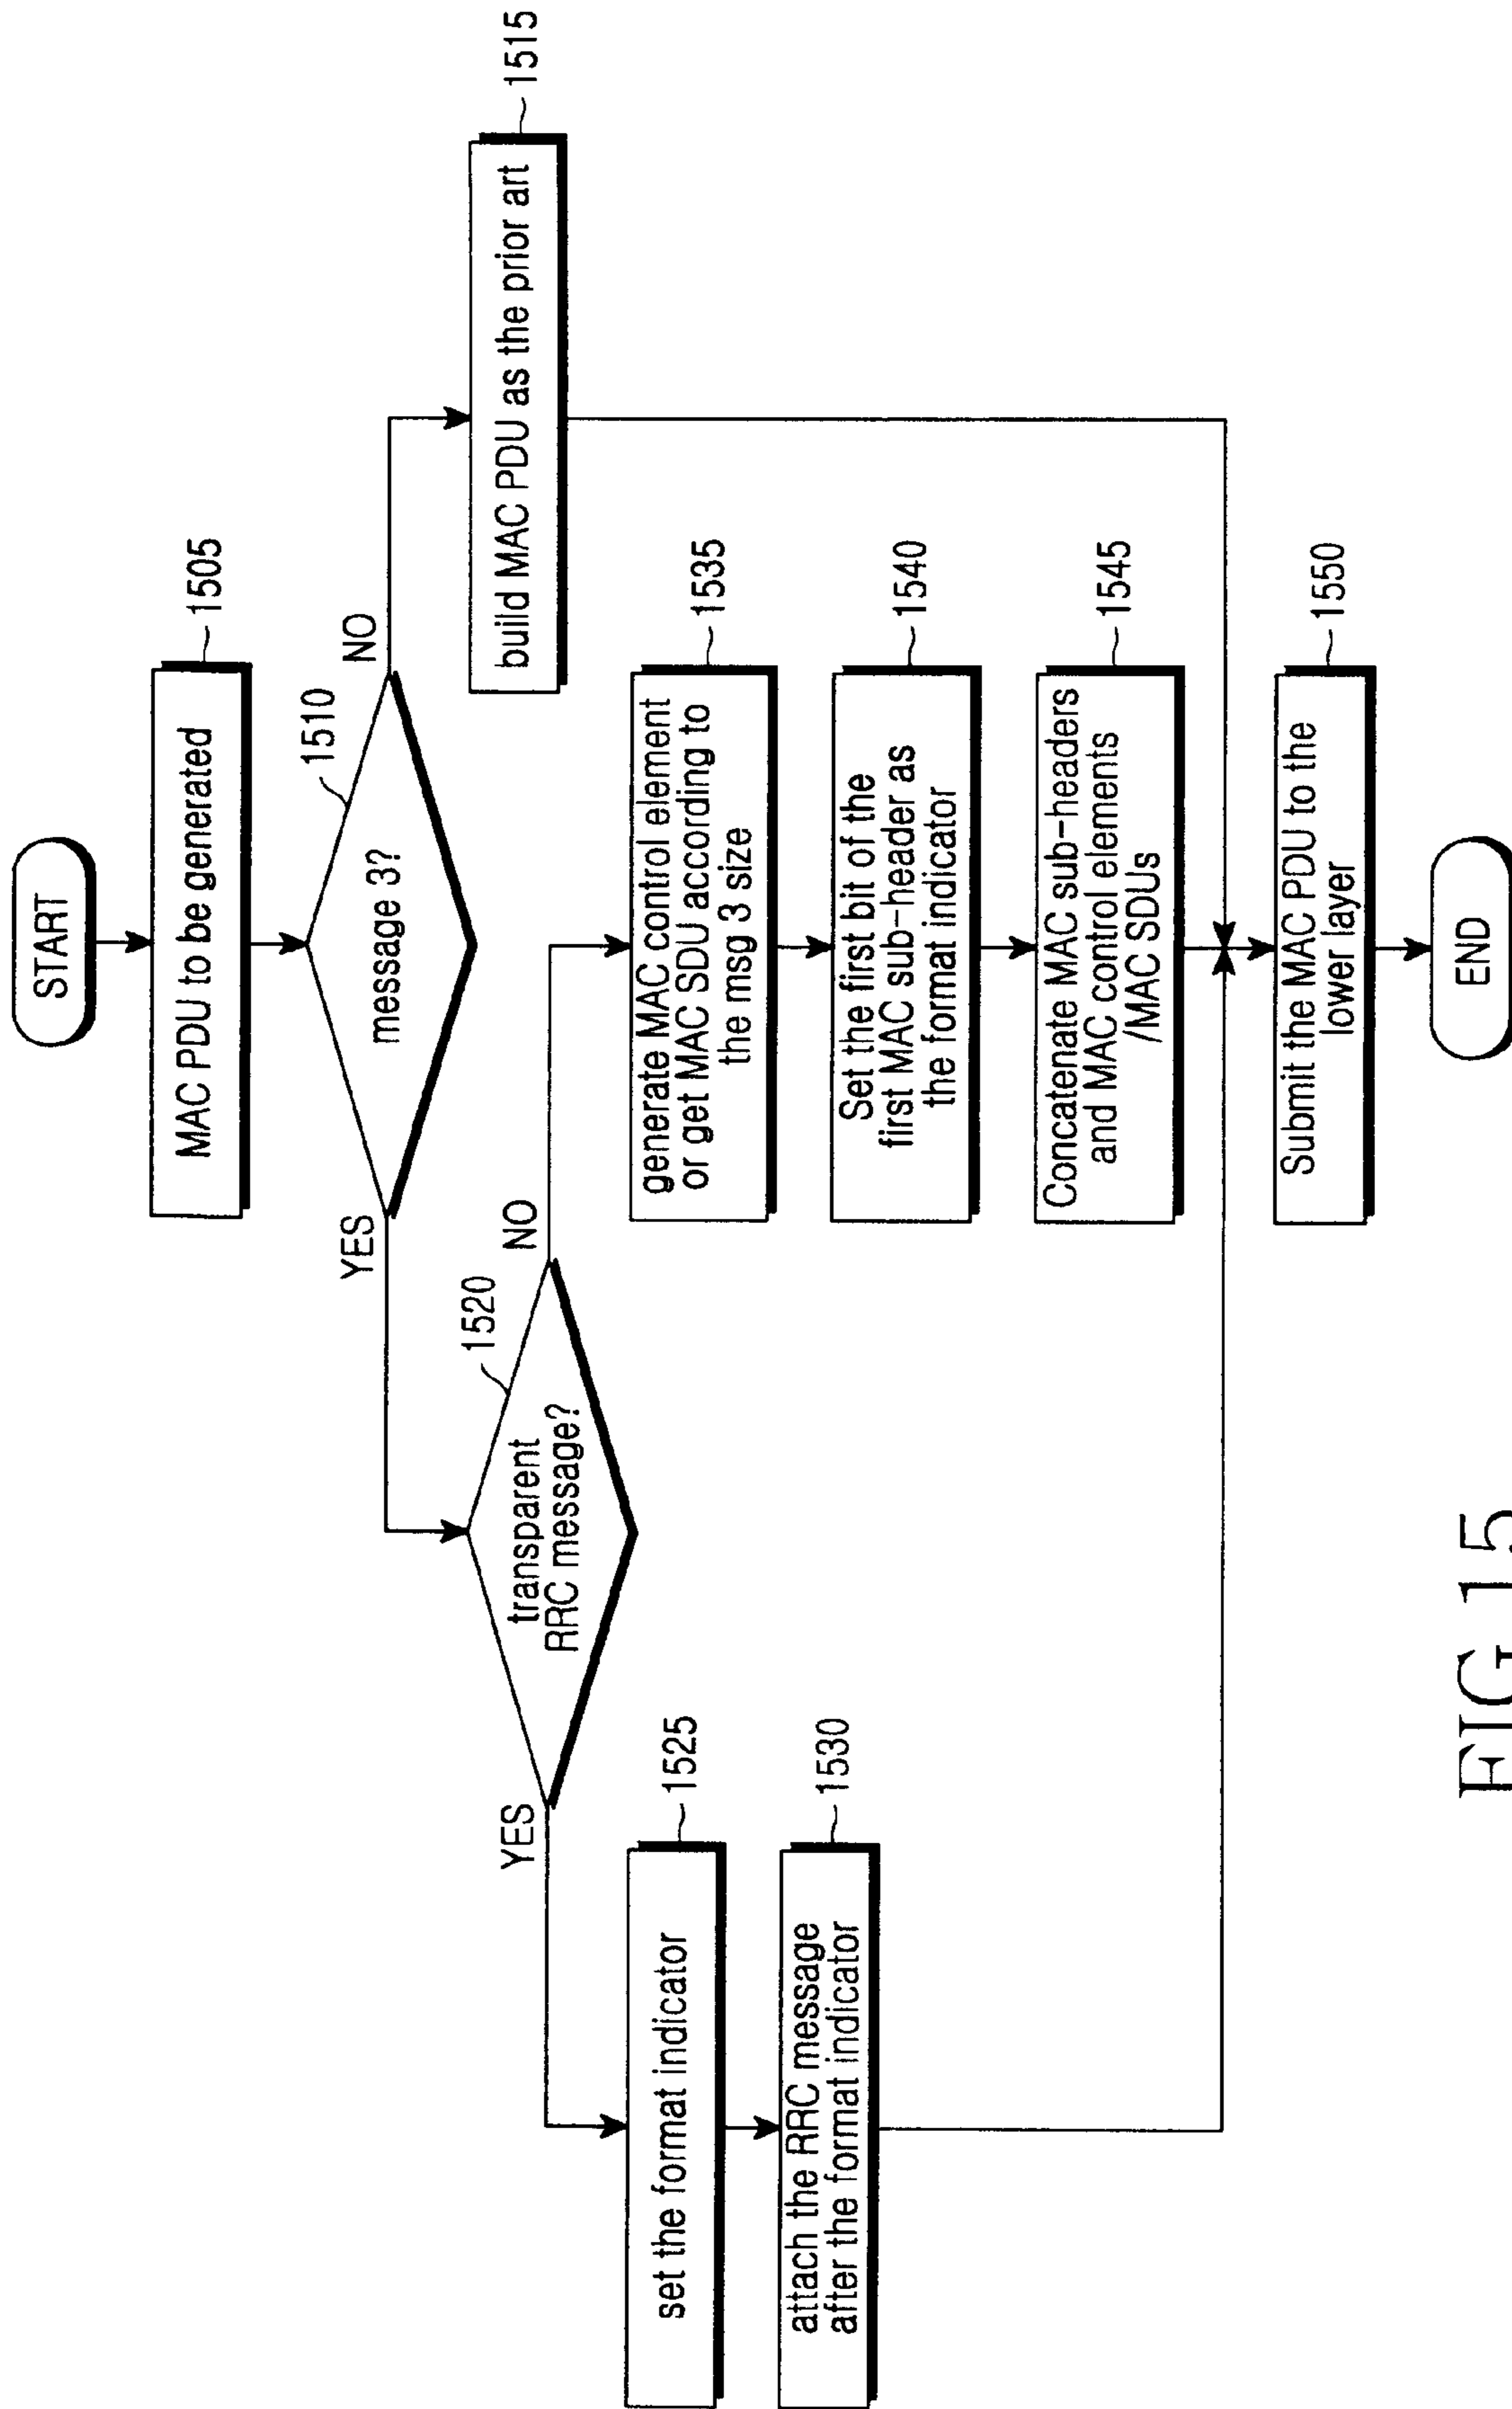 START
MAC PDU to be generated
1505
1510
message 3?
YES
NO
build MAC PDU as the prior art
1515
1520
transparent
RRC message?
YES
NO
set the format indicator
1525
attach the RRC message
after the format indicator
1530
generate MAC control element
or get MAC SDU according to
the msg 3 size
1535
Set the first bit of the
first MAC sub-header as
the format indicator
1540
Concatenate MAC sub-headers
and MAC control elements
/MAC SDUs
1545
Submit the MAC PDU to the
lower layer
1550
END
FIG.15